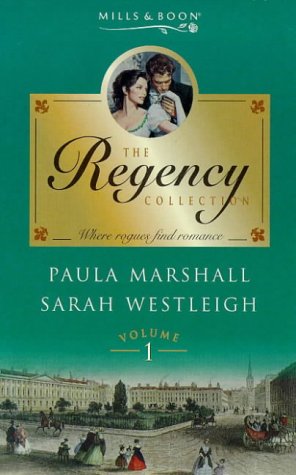 MILLS & BOON®
THE
Regency
COLLECTION
Where rogues find romance
PAULA MARSHALL
SARAH WESTLEIGH
VOLUME
1